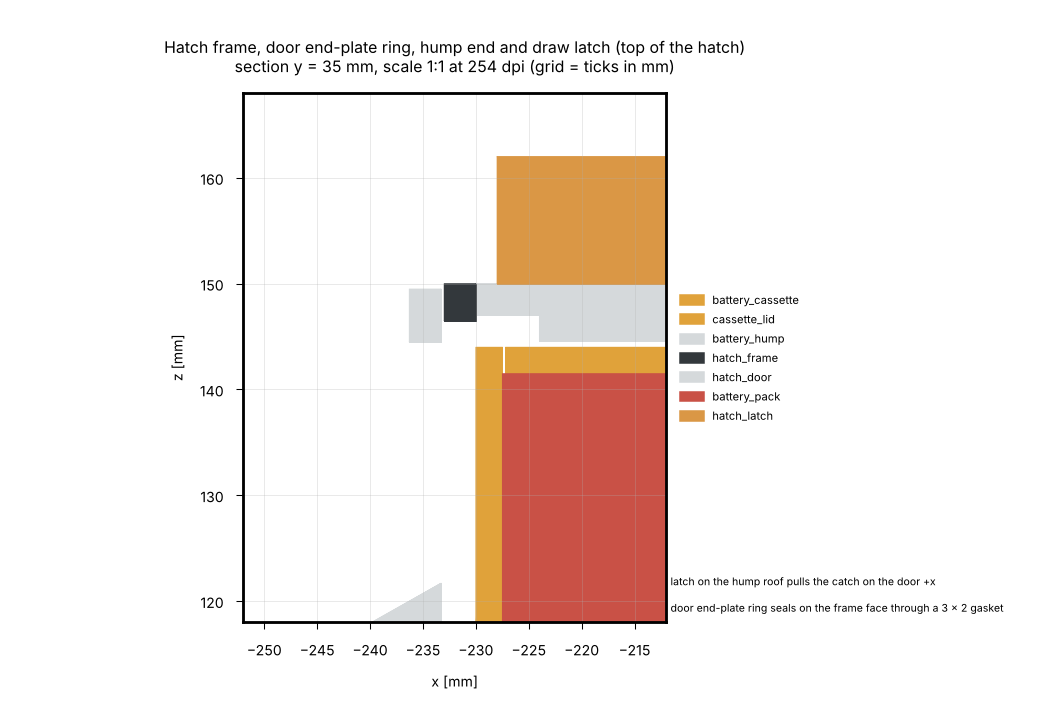 Hatch frame, door end-plate ring, hump end and draw latch (top of the hatch)
section y = 35 mm, scale 1:1 at 254 dpi (grid = ticks in mm)
160
150
140
130
120
z [mm]
−250
−245
−240
−235
−230
−225
−220
−215
x [mm]
battery_cassette
cassette_lid
battery_hump
hatch_frame
hatch_door
battery_pack
hatch_latch
latch on the hump roof pulls the catch on the door +x
door end-plate ring seals on the frame face through a 3 × 2 gasket